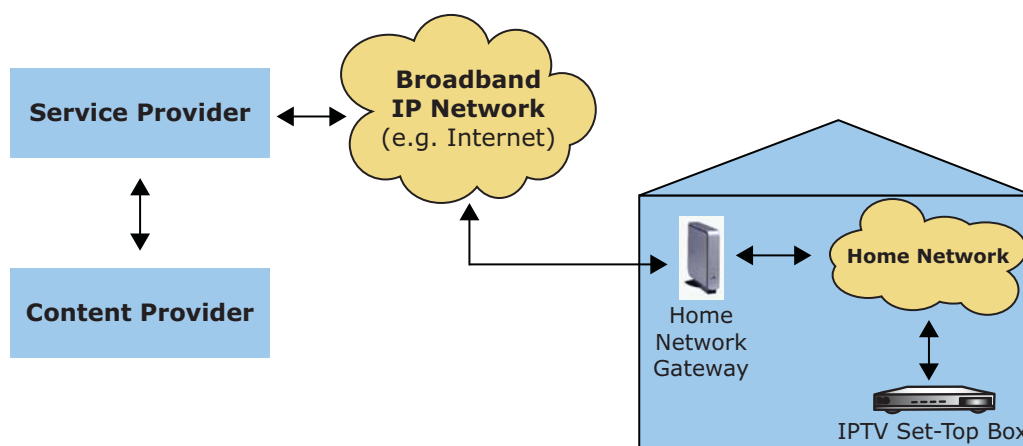 Service Provider
Broadband
IP Network
(e.g. Internet)
Content Provider
Home Network
Home
Network
Gateway
IPTV Set-Top Box